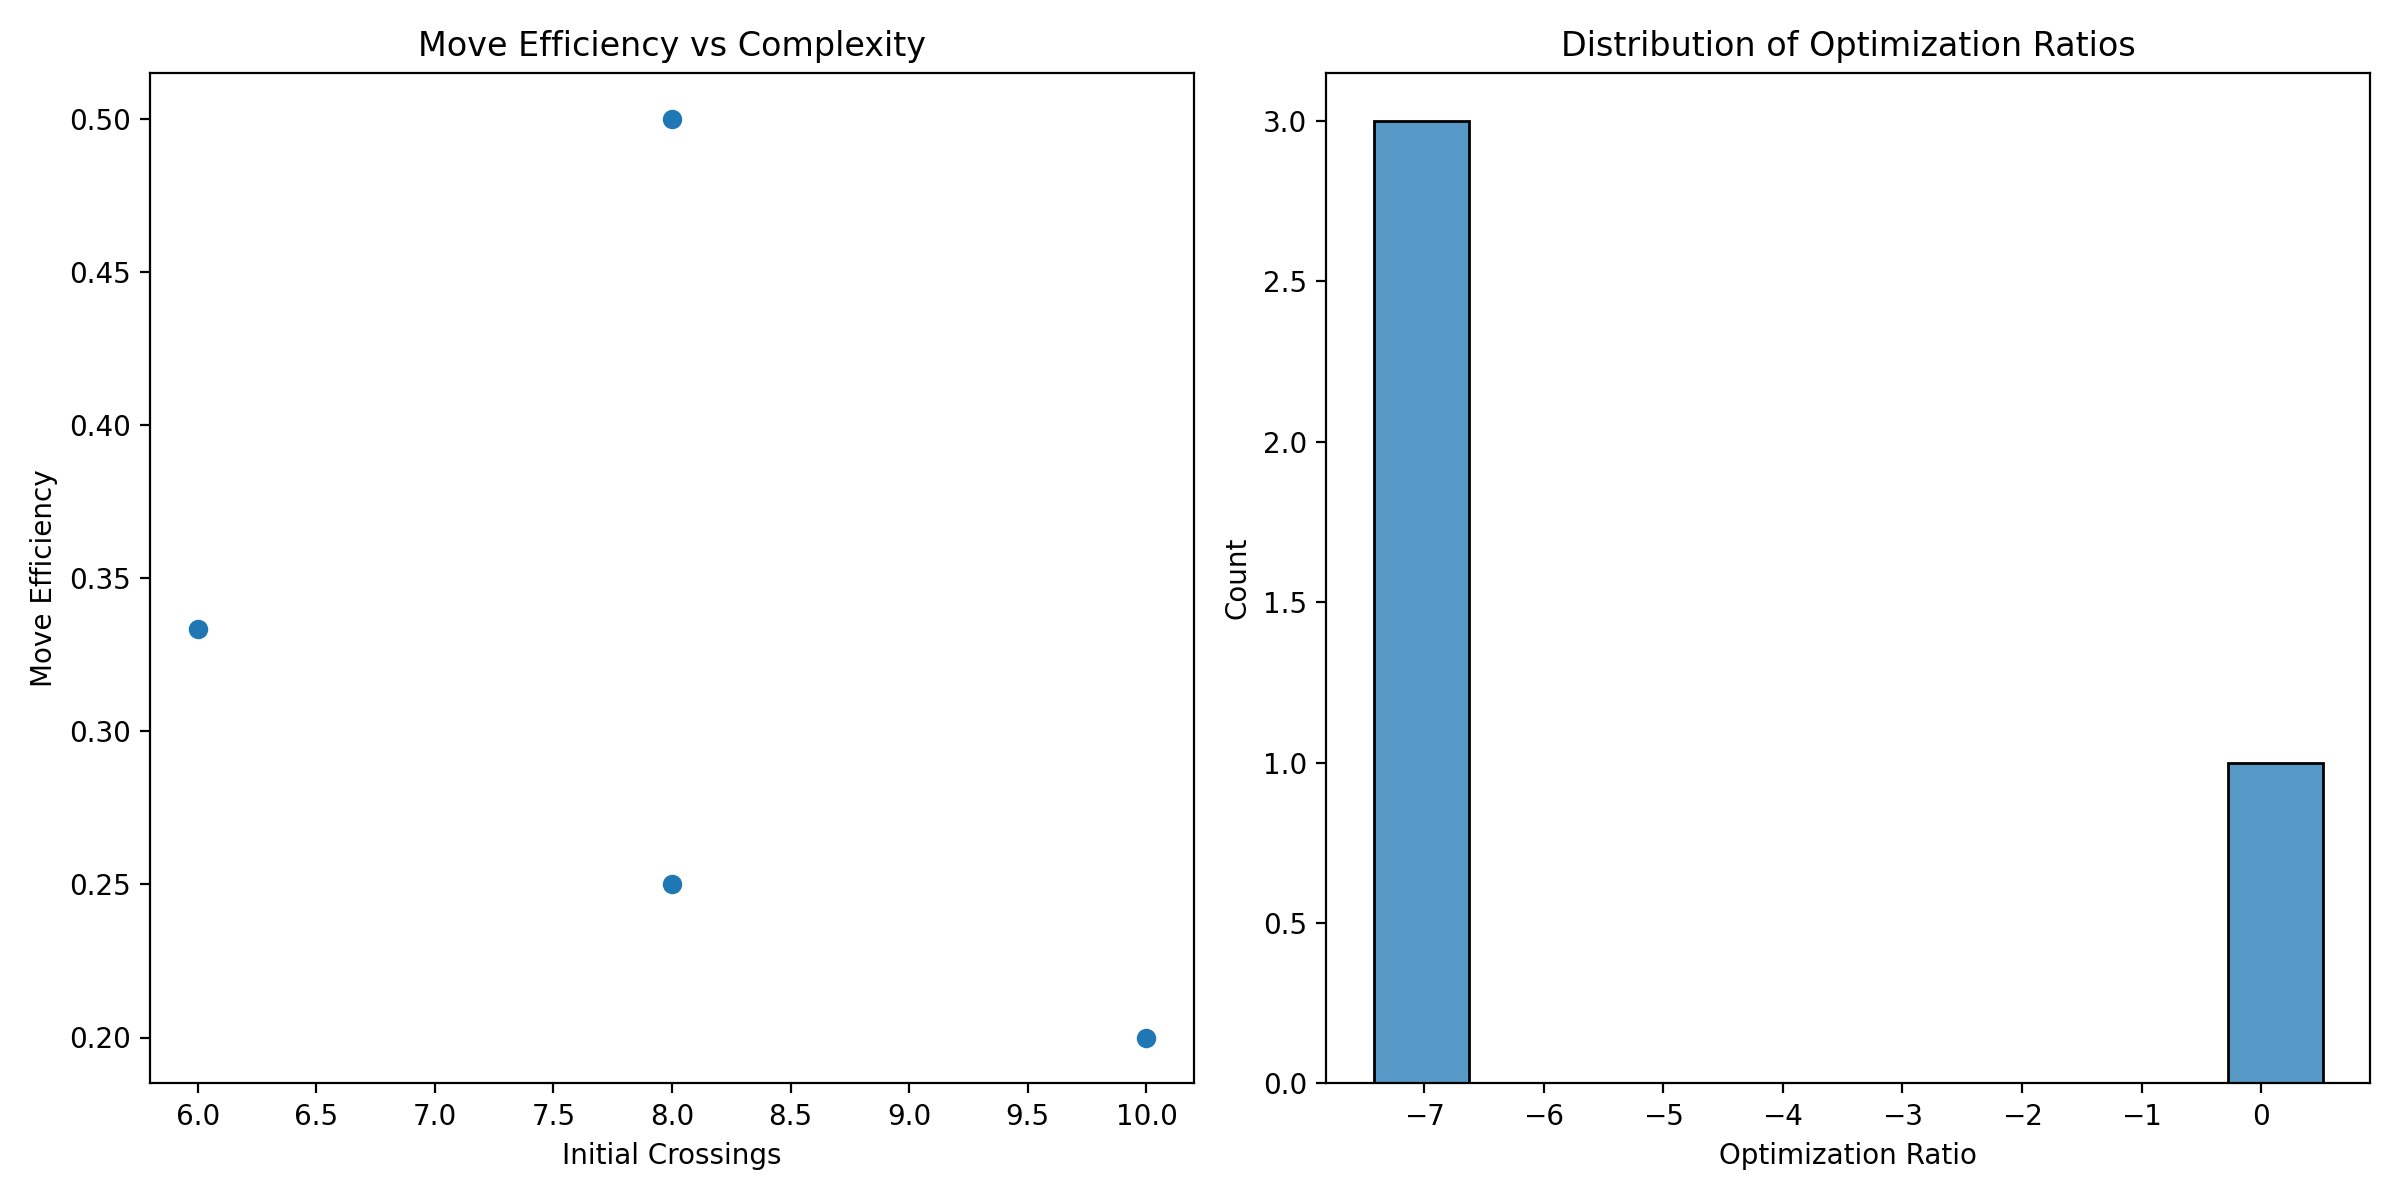 Move Efficiency vs Complexity
0.50
0.45
0.40
0.35
0.30
0.25
0.20
Move Efficiency
6.0 6.5 7.0 7.5 8.0 8.5 9.0 9.5 10.0
Initial Crossings
Distribution of Optimization Ratios
3.0
2.5
2.0
1.5
1.0
0.5
0.0
Count
−7 −6 −5 −4 −3 −2 −1 0
Optimization Ratio